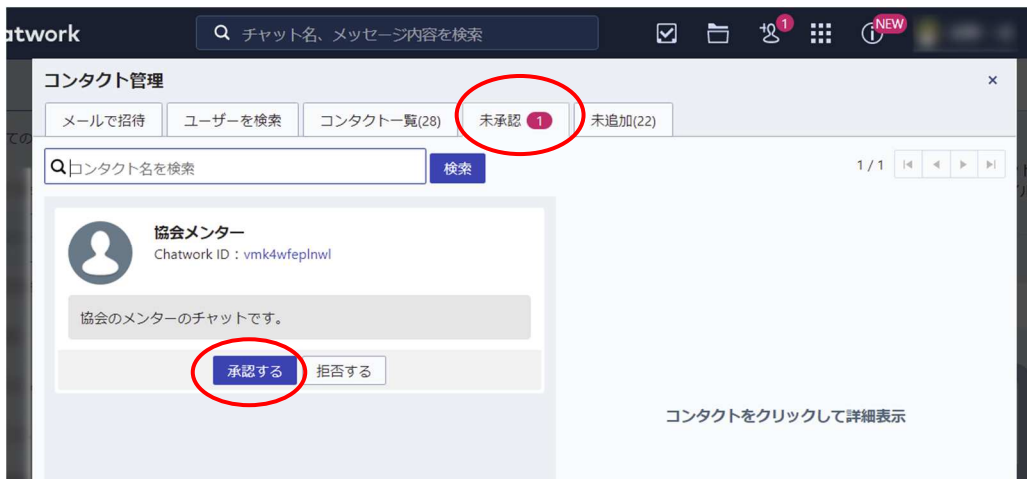 atwork
チャット名、メッセージ内容を検索
1
NEW
コンタクト管理
×
メールで招待 ユーザーを検索 コンタクト一覧(28) 未承認 1 未追加(22)
コンタクト名を検索 検索
1 / 1
協会メンター
Chatwork ID：vmk4wfeplnwl
協会のメンターのチャットです。
承認する 拒否する
コンタクトをクリックして詳細表示